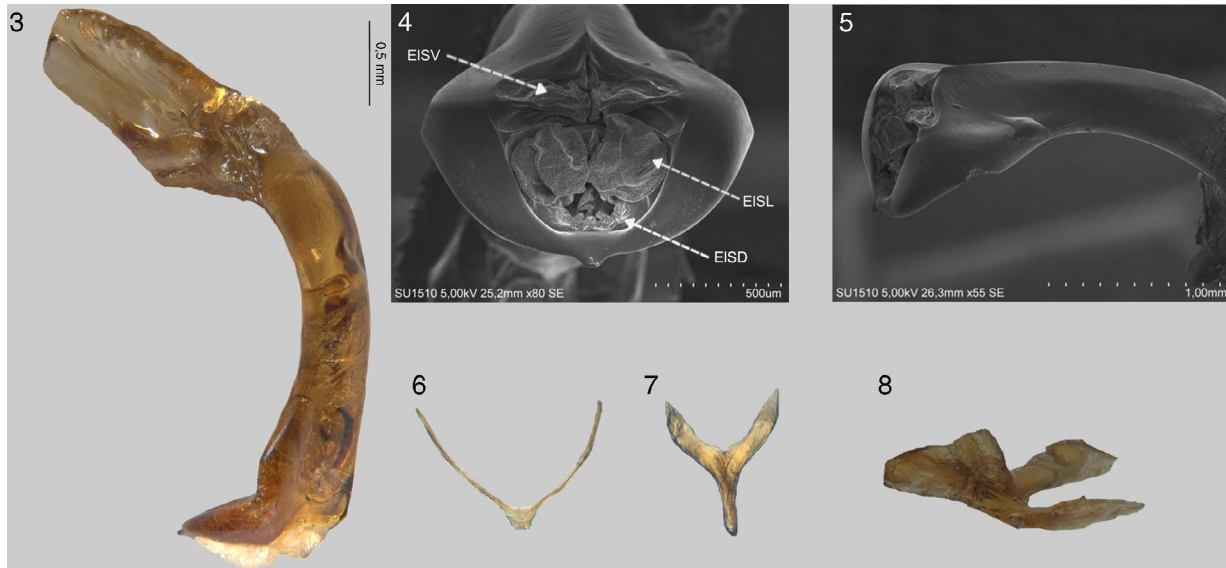 3
0,5 mm
4
EISV
EISL
EISD
SU1510 5,00kV 25,2mm x80 SE
500um
5
SU1510 5,00kV 26,3mm x55 SE
1,00mm
6
7
8